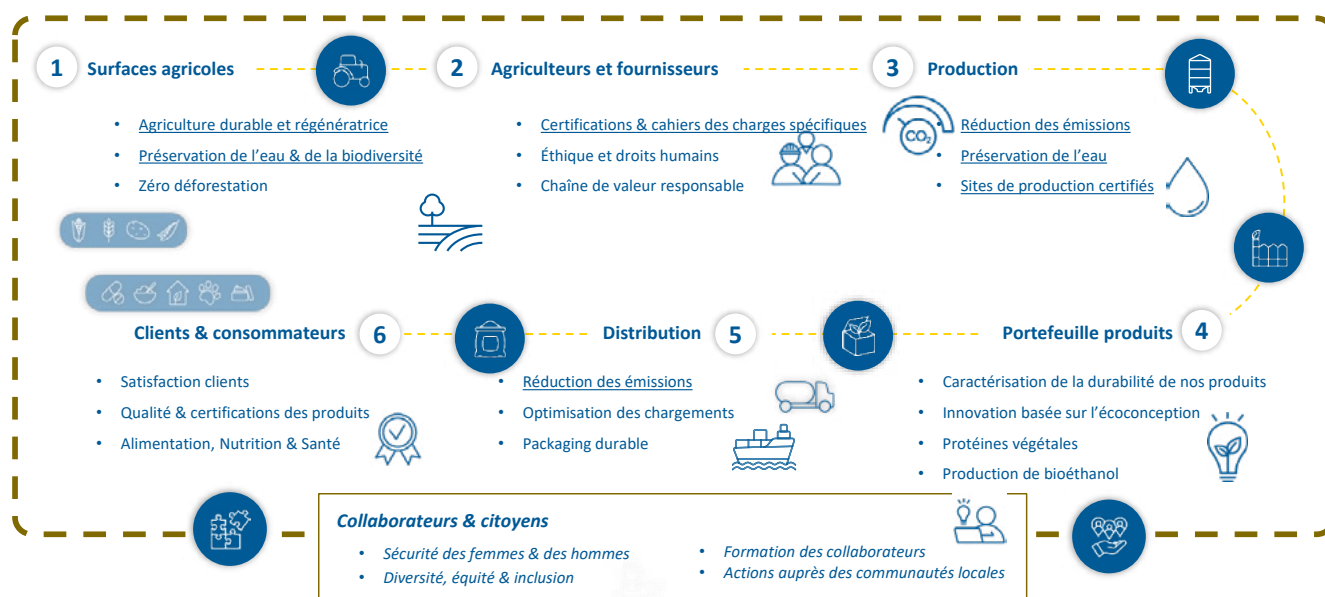 1 Surfaces agricoles
• Agriculture durable et régénératrice
• Préservation de l'eau & de la biodiversité
• Zéro déforestation
2 Agriculteurs et fournisseurs
• Certifications & cahiers des charges spécifiques
• Éthique et droits humains
• Chaîne de valeur responsable
3 Production
CO2
• Réduction des émissions
• Préservation de l'eau
• Sites de production certifiés
Portefeuille produits 4
• Caractérisation de la durabilité de nos produits
• Innovation basée sur l'écoconception
• Protéines végétales
• Production de bioéthanol
Distribution 5
• Réduction des émissions
• Optimisation des chargements
• Packaging durable
Clients & consommateurs 6
• Satisfaction clients
• Qualité & certifications des produits
• Alimentation, Nutrition & Santé
Collaborateurs & citoyens
• Sécurité des femmes & des hommes
• Diversité, équité & inclusion
• Formation des collaborateurs
• Actions auprès des communautés locales